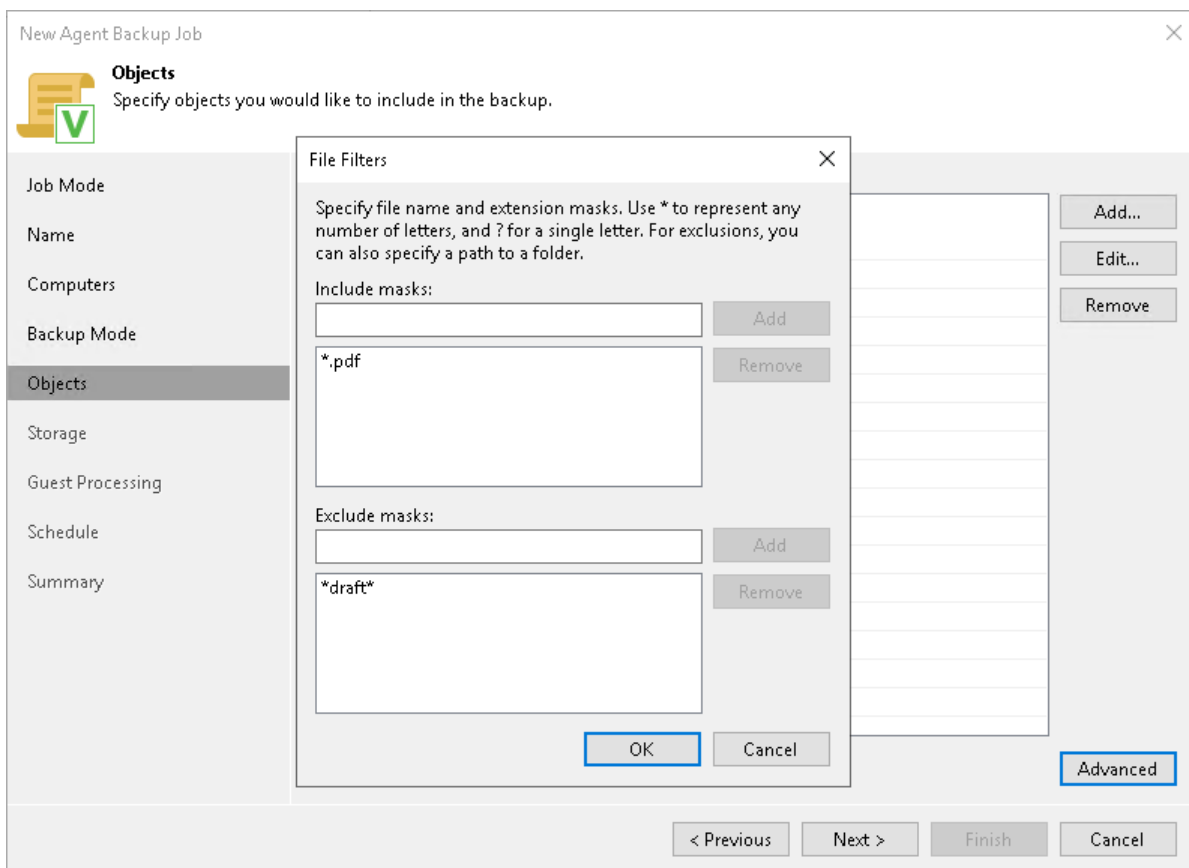 New Agent Backup Job
Objects
Specify objects you would like to include in the backup.
Job Mode
Name
Computers
Backup Mode
Objects
Storage
Guest Processing
Schedule
Summary
File Filters
Specify file name and extension masks. Use * to represent any
number of letters, and ? for a single letter. For exclusions, you
can also specify a path to a folder.
Include masks:
Add
*.pdf
Remove
Exclude masks:
Add
*draft*
Remove
OK
Cancel
Add...
Edit...
Remove
Advanced
< Previous
Next >
Finish
Cancel